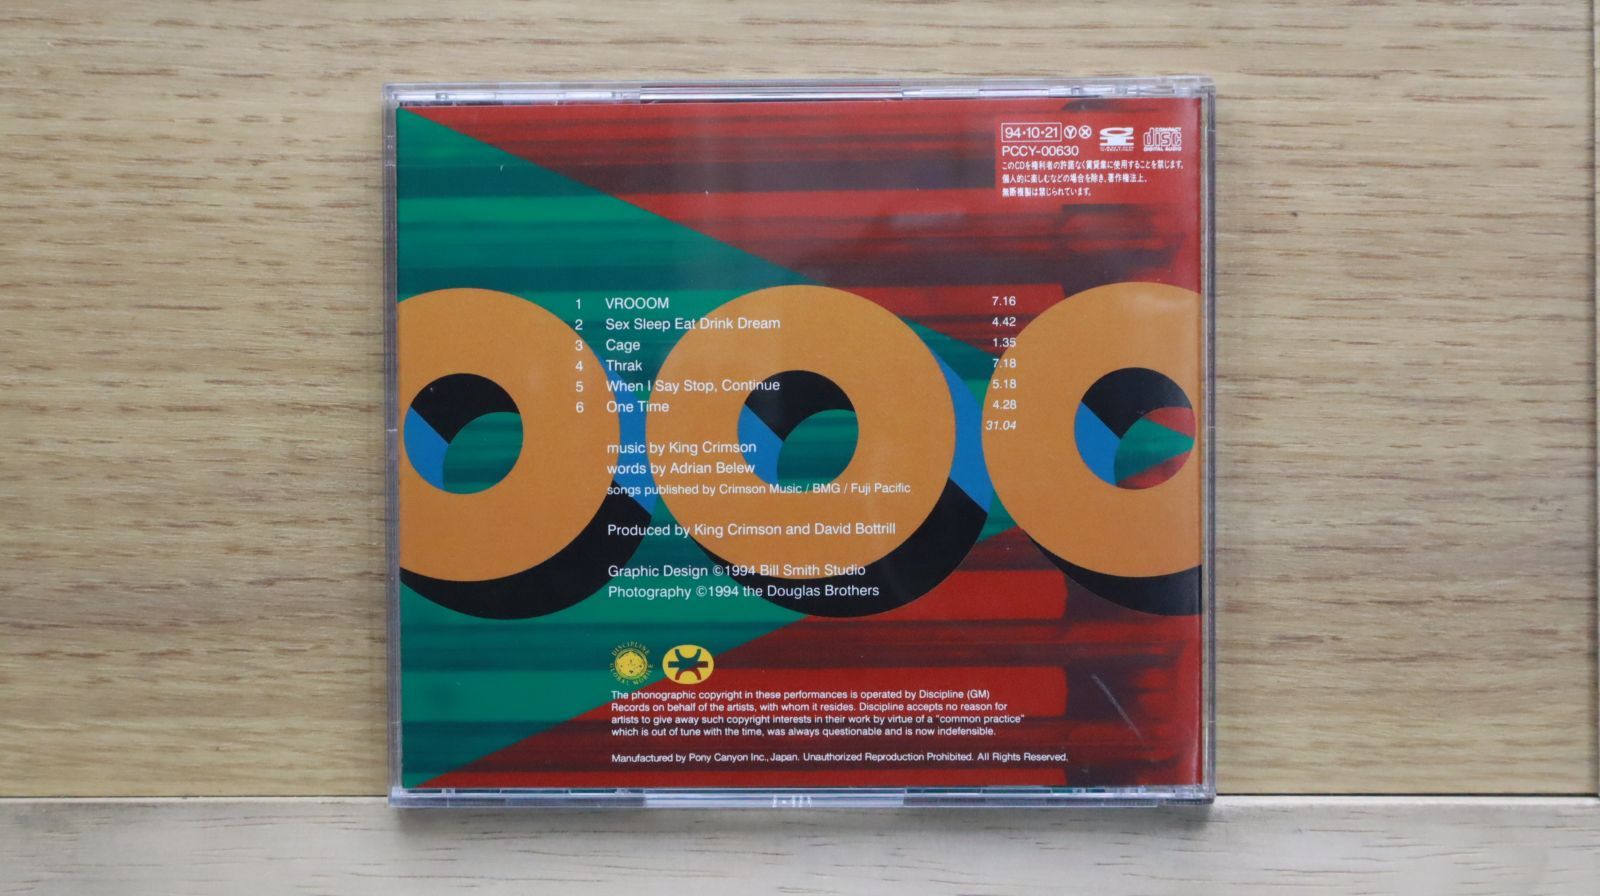 94·10·21 Ⓨ Ⓧ
COMPACT
disc
DIGITAL AUDIO
PCCY-00630
このCDを権利者の許諾なく賃貸業に使用することを禁じます。
個人的に楽しむなどの場合を除き、著作権法上、
無断複製は禁じられています。
1 VROOOM 7.16
2 Sex Sleep Eat Drink Dream 4.42
3 Cage 1.35
4 Thrak 7.18
5 When I Say Stop, Continue 5.18
6 One Time 4.28
31.04
music by King Crimson
words by Adrian Belew
songs published by Crimson Music / BMG / Fuji Pacific
Produced by King Crimson and David Bottrill
Graphic Design ©1994 Bill Smith Studio
Photography ©1994 the Douglas Brothers
DISCIPLINE
GLOBAL MOBILE
The phonographic copyright in these performances is operated by Discipline (GM)
Records on behalf of the artists, with whom it resides. Discipline accepts no reason for
artists to give away such copyright interests in their work by virtue of a "common practice"
which is out of tune with the time, was always questionable and is now indefensible.
Manufactured by Pony Canyon Inc., Japan. Unauthorized Reproduction Prohibited. All Rights Reserved.